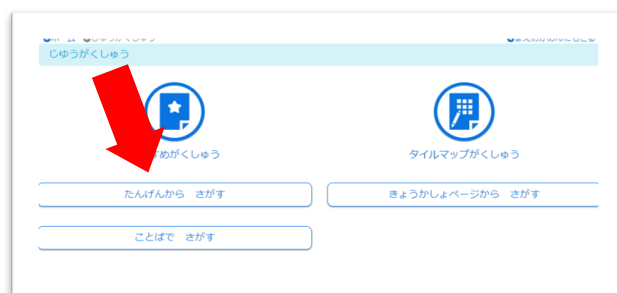 じゆうがくしゅう
すめがくしゅう
タイルマップがくしゅう
たんげんから　さがす
きょうかしょページから　さがす
ことばで　さがす